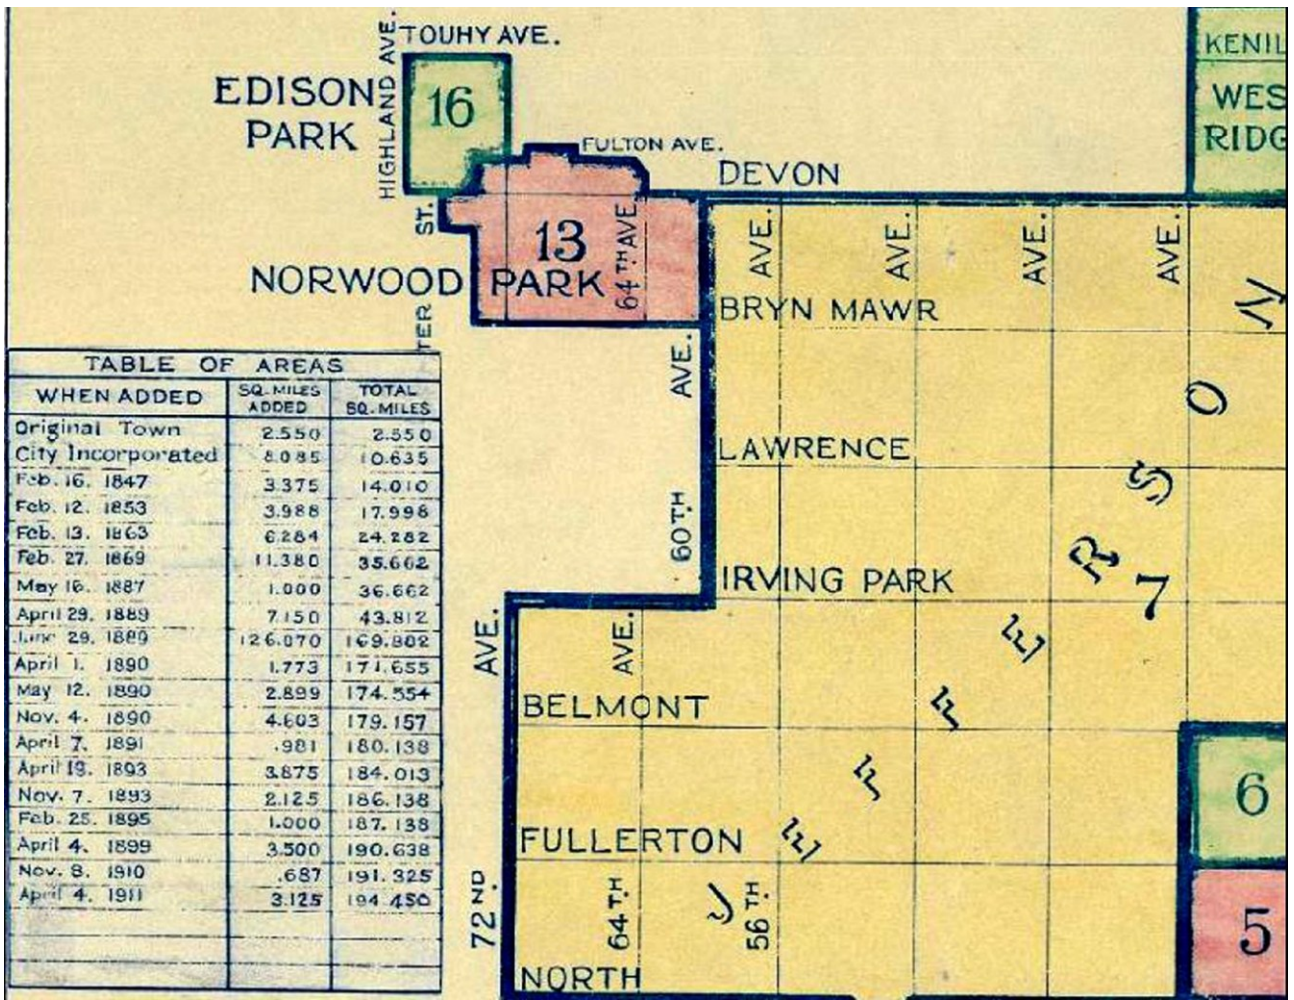 HIGHLAND AVE.
TOUHY AVE.
EDISON
PARK
16
FULTON AVE.
DEVON
KENIL
WES
RIDG
ST.
TER
13
64TH AVE.
NORWOOD PARK
AVE.
AVE.
AVE.
AVE.
BRYN MAWR
60TH AVE.
LAWRENCE
IRVING PARK
JEFFERSON
7
72ND. AVE.
AVE.
BELMONT
FULLERTON
64TH
56TH.
NORTH
6
5
TABLE OF AREAS
WHEN ADDED SQ. MILES ADDED TOTAL SQ. MILES
Original Town 2.550 2.550
City Incorporated 8.085 10.635
Feb. 16. 1847 3.375 14.010
Feb. 12. 1853 3.988 17.998
Feb. 13. 1863 6.284 24.282
Feb. 27. 1869 11.380 35.662
May 16. 1887 1.000 36.662
April 29. 1889 7.150 43.812
June 29. 1889 126.070 169.882
April 1. 1890 1.773 171.655
May 12. 1890 2.899 174.554
Nov. 4. 1890 4.603 179.157
April 7. 1891 .981 180.138
April 19. 1893 3.875 184.013
Nov. 7. 1893 2.125 186.138
Feb. 25. 1895 1.000 187.138
April 4. 1899 3.500 190.638
Nov. 8. 1910 .687 191.325
April 4. 1911 3.125 194.450